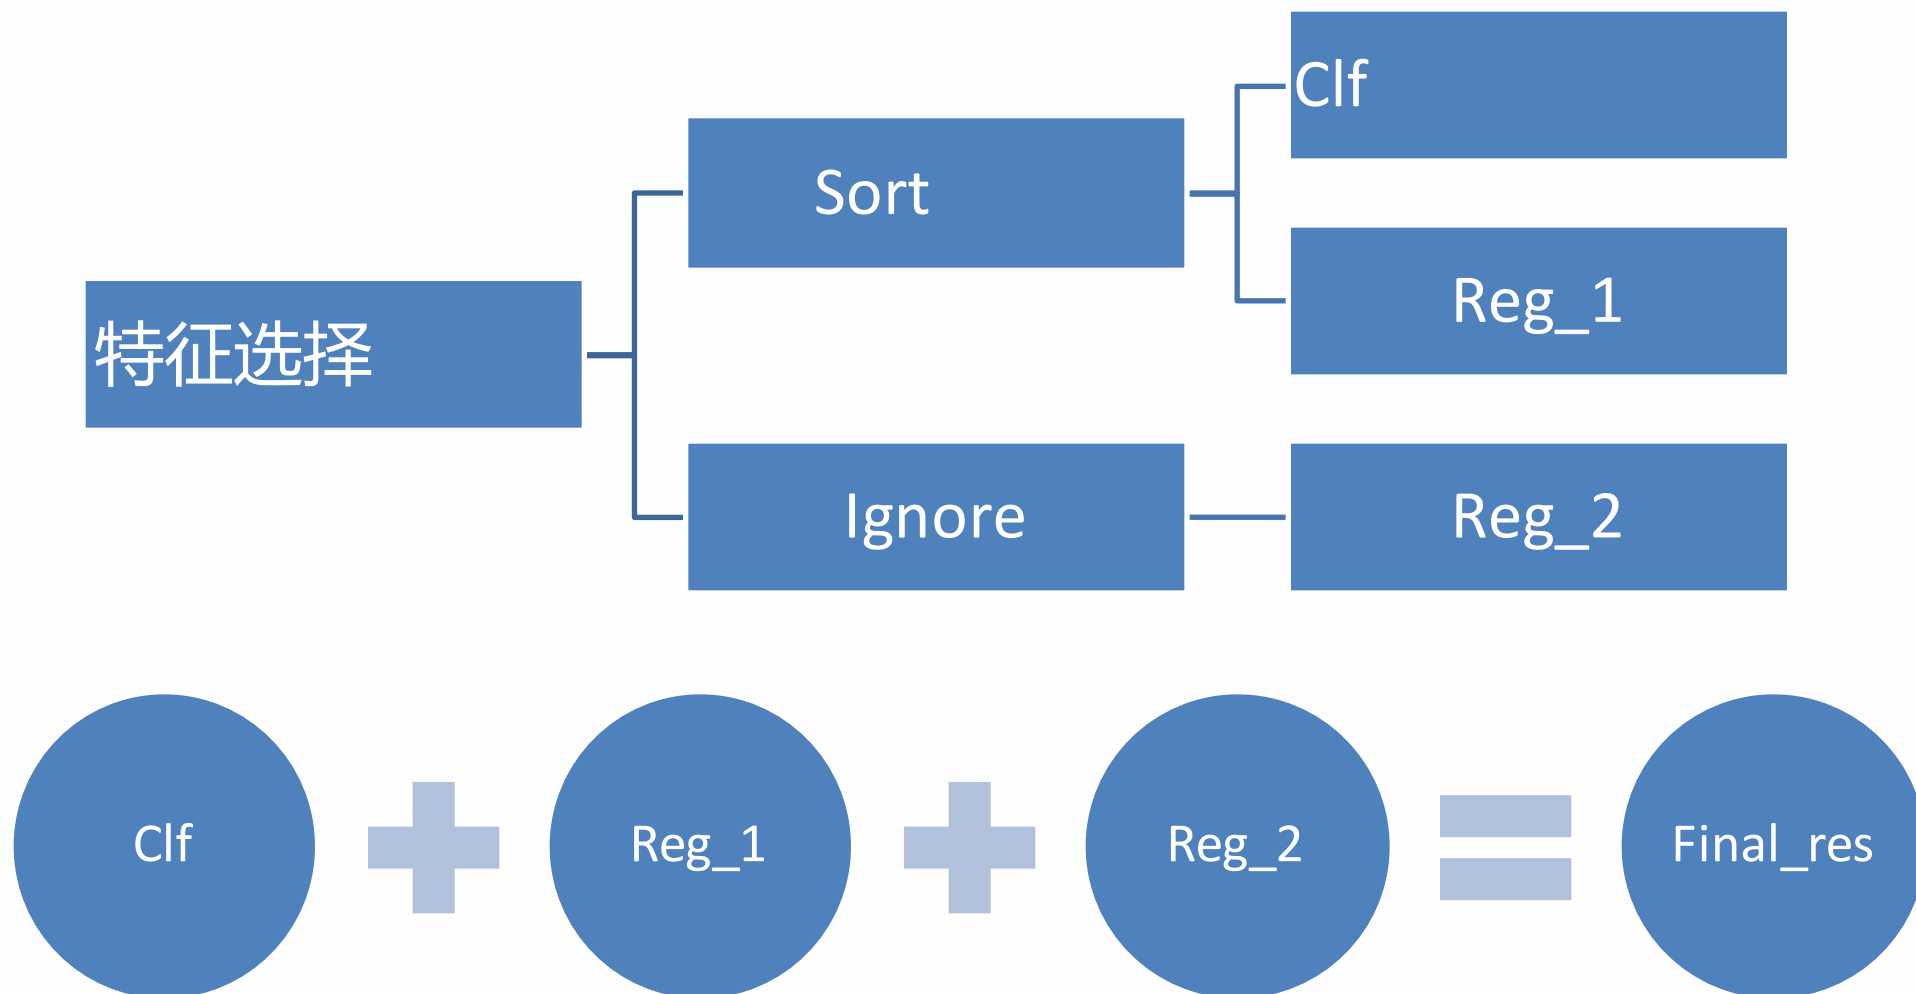 特征选择
Sort
Clf
Reg_1
Ignore
Reg_2
Clf
Reg_1
Reg_2
Final_res